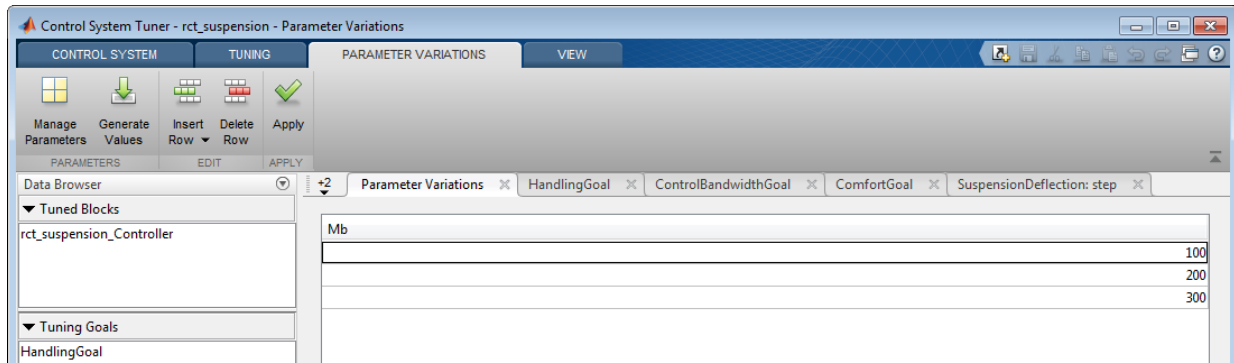 Control System Tuner - rct_suspension - Parameter Variations
CONTROL SYSTEM TUNING PARAMETER VARIATIONS VIEW
Manage Parameters
Generate Values
Insert Row
Delete Row
Apply
PARAMETERS EDIT APPLY
Data Browser
+2 Parameter Variations HandlingGoal ControlBandwidthGoal ComfortGoal SuspensionDeflection: step
Tuned Blocks
rct_suspension_Controller
Mb
100
200
300
Tuning Goals
HandlingGoal